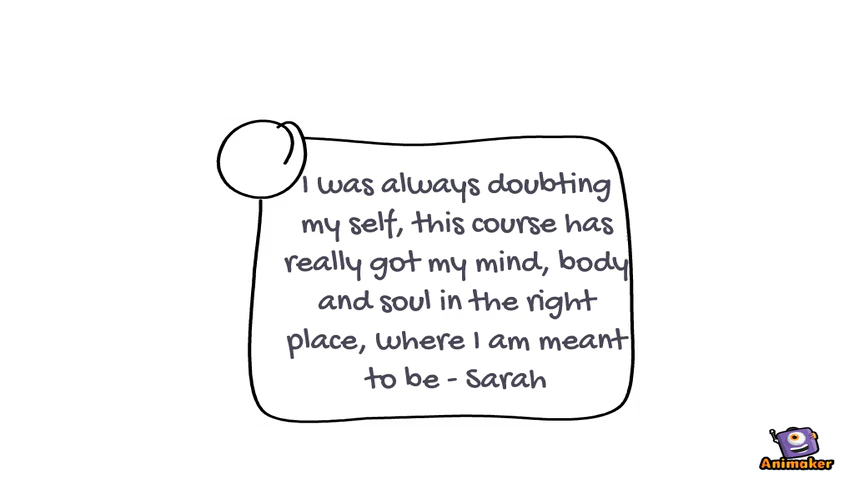 I was always doubting
my self, this course has
really got my mind, body
and soul in the right
place, where I am meant
to be - Sarah
Animaker